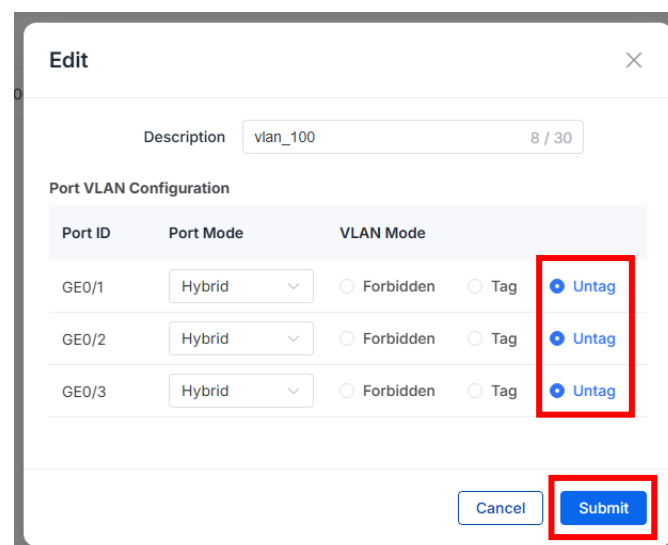 Edit
0
Description vlan_100 8 / 30
Port VLAN Configuration
Port ID Port Mode VLAN Mode
GE0/1 Hybrid Forbidden Tag Untag
GE0/2 Hybrid Forbidden Tag Untag
GE0/3 Hybrid Forbidden Tag Untag
Cancel Submit